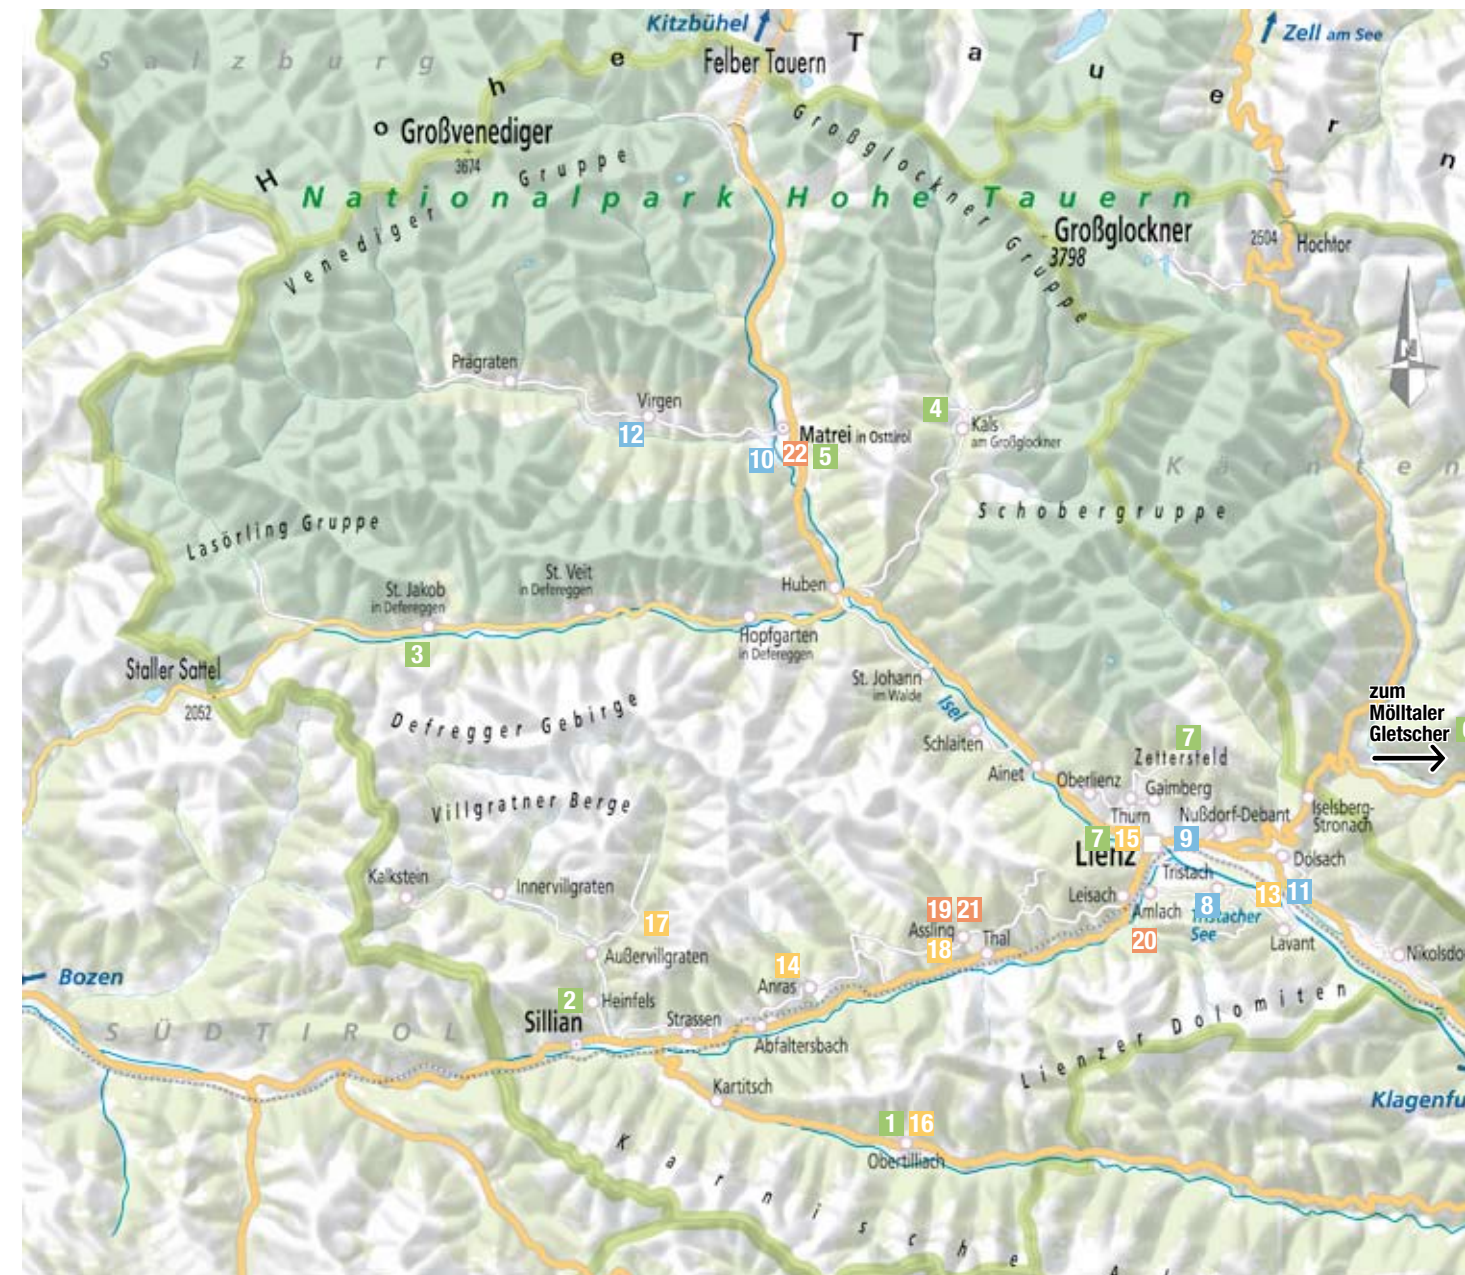 Kitzbühel
Zell am See
Felber Tauern
Salzburg
Hohe Tauern
Großvenediger
3674
Venediger Gruppe
Großglockner Gruppe
Nationalpark Hohe Tauern
Großglockner
3798
2504 Hochtor
N
Prägraten
Virgen
12
Matrei in Osttirol
10 22 5
4
Kals
am Großglockner
Kärnten
Schobergruppe
Lasörling Gruppe
St. Jakob
in Defereggen
3
St. Veit
in Defereggen
Huben
Hopfgarten
in Defereggen
Staller Sattel
2052
St. Johann
im Walde
Isel
Schlaiten
Ainet
Defregger Gebirge
zum
Mölltaler
Gletscher
7
Zettersfeld
Oberlienz
Gaimberg
Thurn
Nußdorf-Debant
Iselsberg-
Stronach
Villgratner Berge
7 15 9
Lienz
Dölsach
Tristach
Kalkstein
Innervillgraten
Leisach
Amlach
8
13 11
Tristacher
See
17
19 21
Assling
18
Thal
20
Lavant
Außervillgraten
14
Anras
Bozen
2
Heinfels
Sillian
Strassen
Abfaltersbach
SÜDTIROL
Lienzer Dolomiten
Kartitsch
Klagenfu
1 16
Obertilliach
Karnische
Nikolsdo